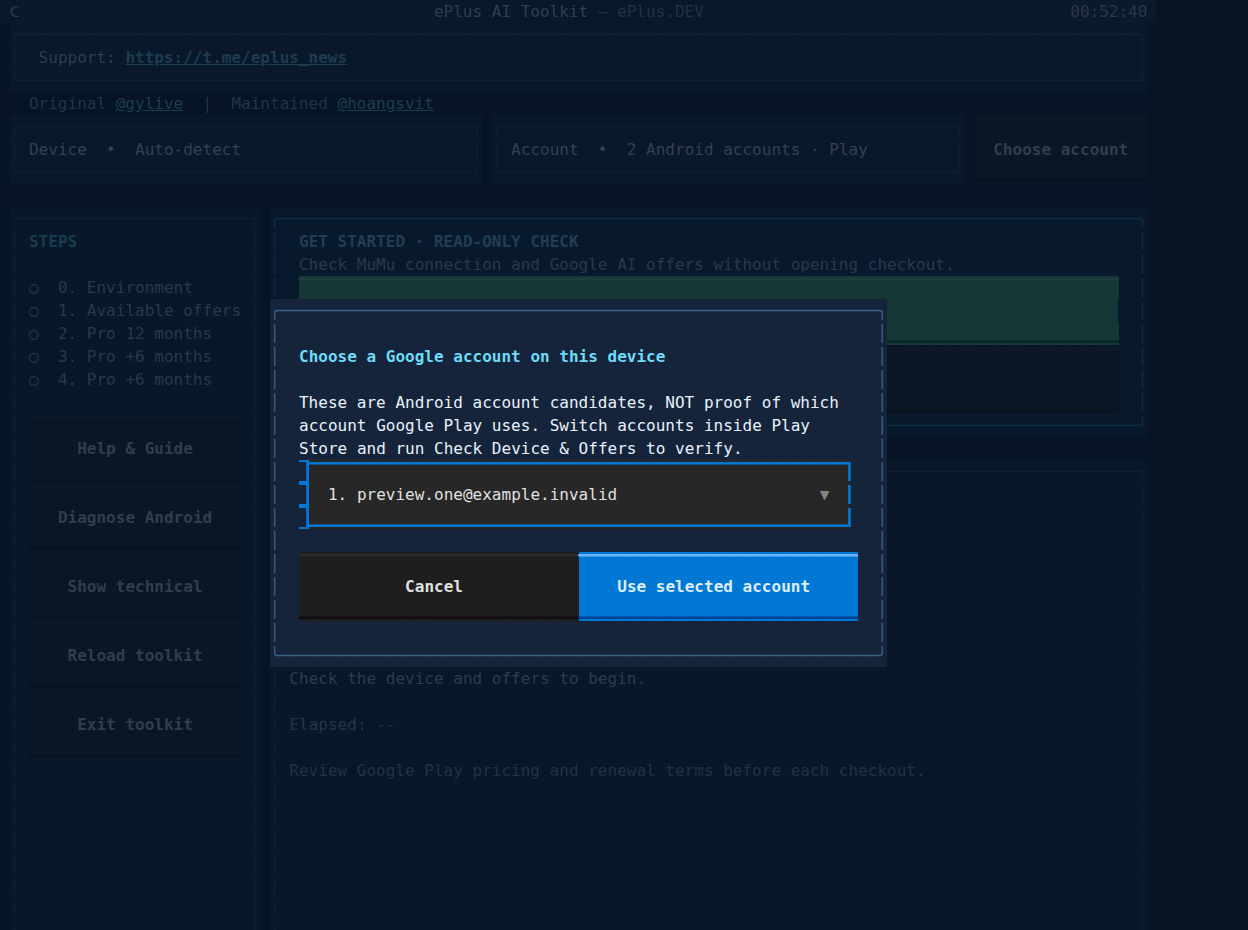 C
ePlus AI Toolkit — ePlus.DEV
00:52:40
Support: https://t.me/eplus_news
Original @gylive | Maintained @hoangsvit
Device • Auto-detect
Account • 2 Android accounts · Play
Choose account
STEPS
○ 0. Environment
○ 1. Available offers
○ 2. Pro 12 months
○ 3. Pro +6 months
○ 4. Pro +6 months
Help & Guide
Diagnose Android
Show technical
Reload toolkit
Exit toolkit
GET STARTED · READ-ONLY CHECK
Check MuMu connection and Google AI offers without opening checkout.
Choose a Google account on this device
These are Android account candidates, NOT proof of which
account Google Play uses. Switch accounts inside Play
Store and run Check Device & Offers to verify.
1. preview.one@example.invalid ▼
Cancel
Use selected account
Check the device and offers to begin.
Elapsed: --
Review Google Play pricing and renewal terms before each checkout.